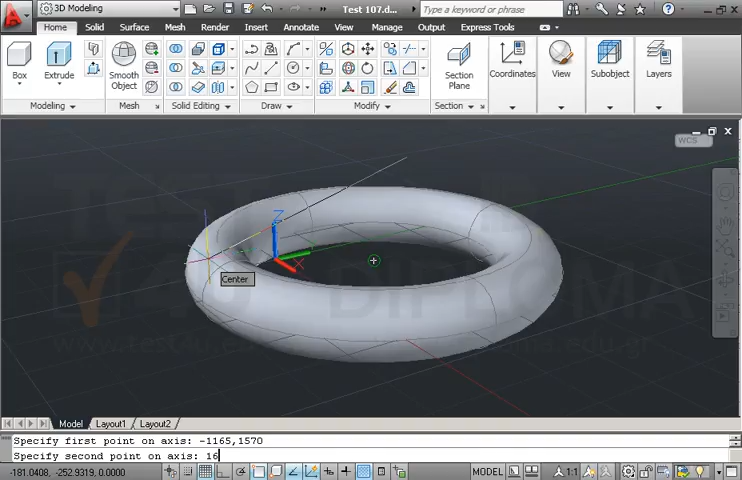 3D Modeling
Test 107.d...
Type a keyword or phrase
Home Solid Surface Mesh Render Insert Annotate View Manage Output Express Tools
Box Extrude Smooth Object Section Plane Coordinates View Subobject Layers
Modeling Mesh Solid Editing Draw Modify Section
WCS
Z
X
Center
DIPLOMA
Model Layout1 Layout2
Specify first point on axis: -1165,1570
Specify second point on axis: 16
-181.0408, -252.9319, 0.0000 MODEL 1:1